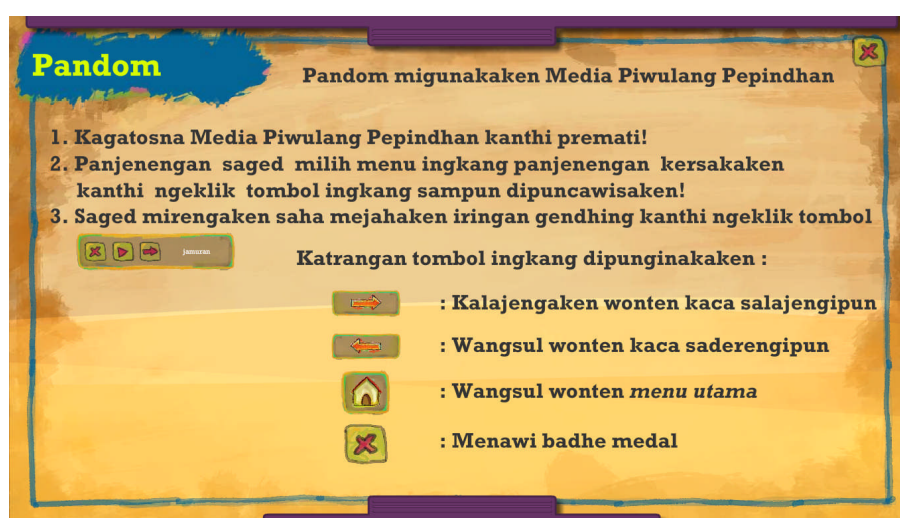 Pandom
Pandom migunakaken Media Piwulang Pepindhan
1. Kagatosna Media Piwulang Pepindhan kanthi premati!
2. Panjenengan saged milih menu ingkang panjenengan kersakaken
kanthi ngeklik tombol ingkang sampun dipuncawisaken!
3. Saged mirengaken saha mejahaken iringan gendhing kanthi ngeklik tombol
jamuran
Katrangan tombol ingkang dipunginakaken :
: Kalajengaken wonten kaca salajengipun
: Wangsul wonten kaca saderengipun
: Wangsul wonten menu utama
: Menawi badhe medal